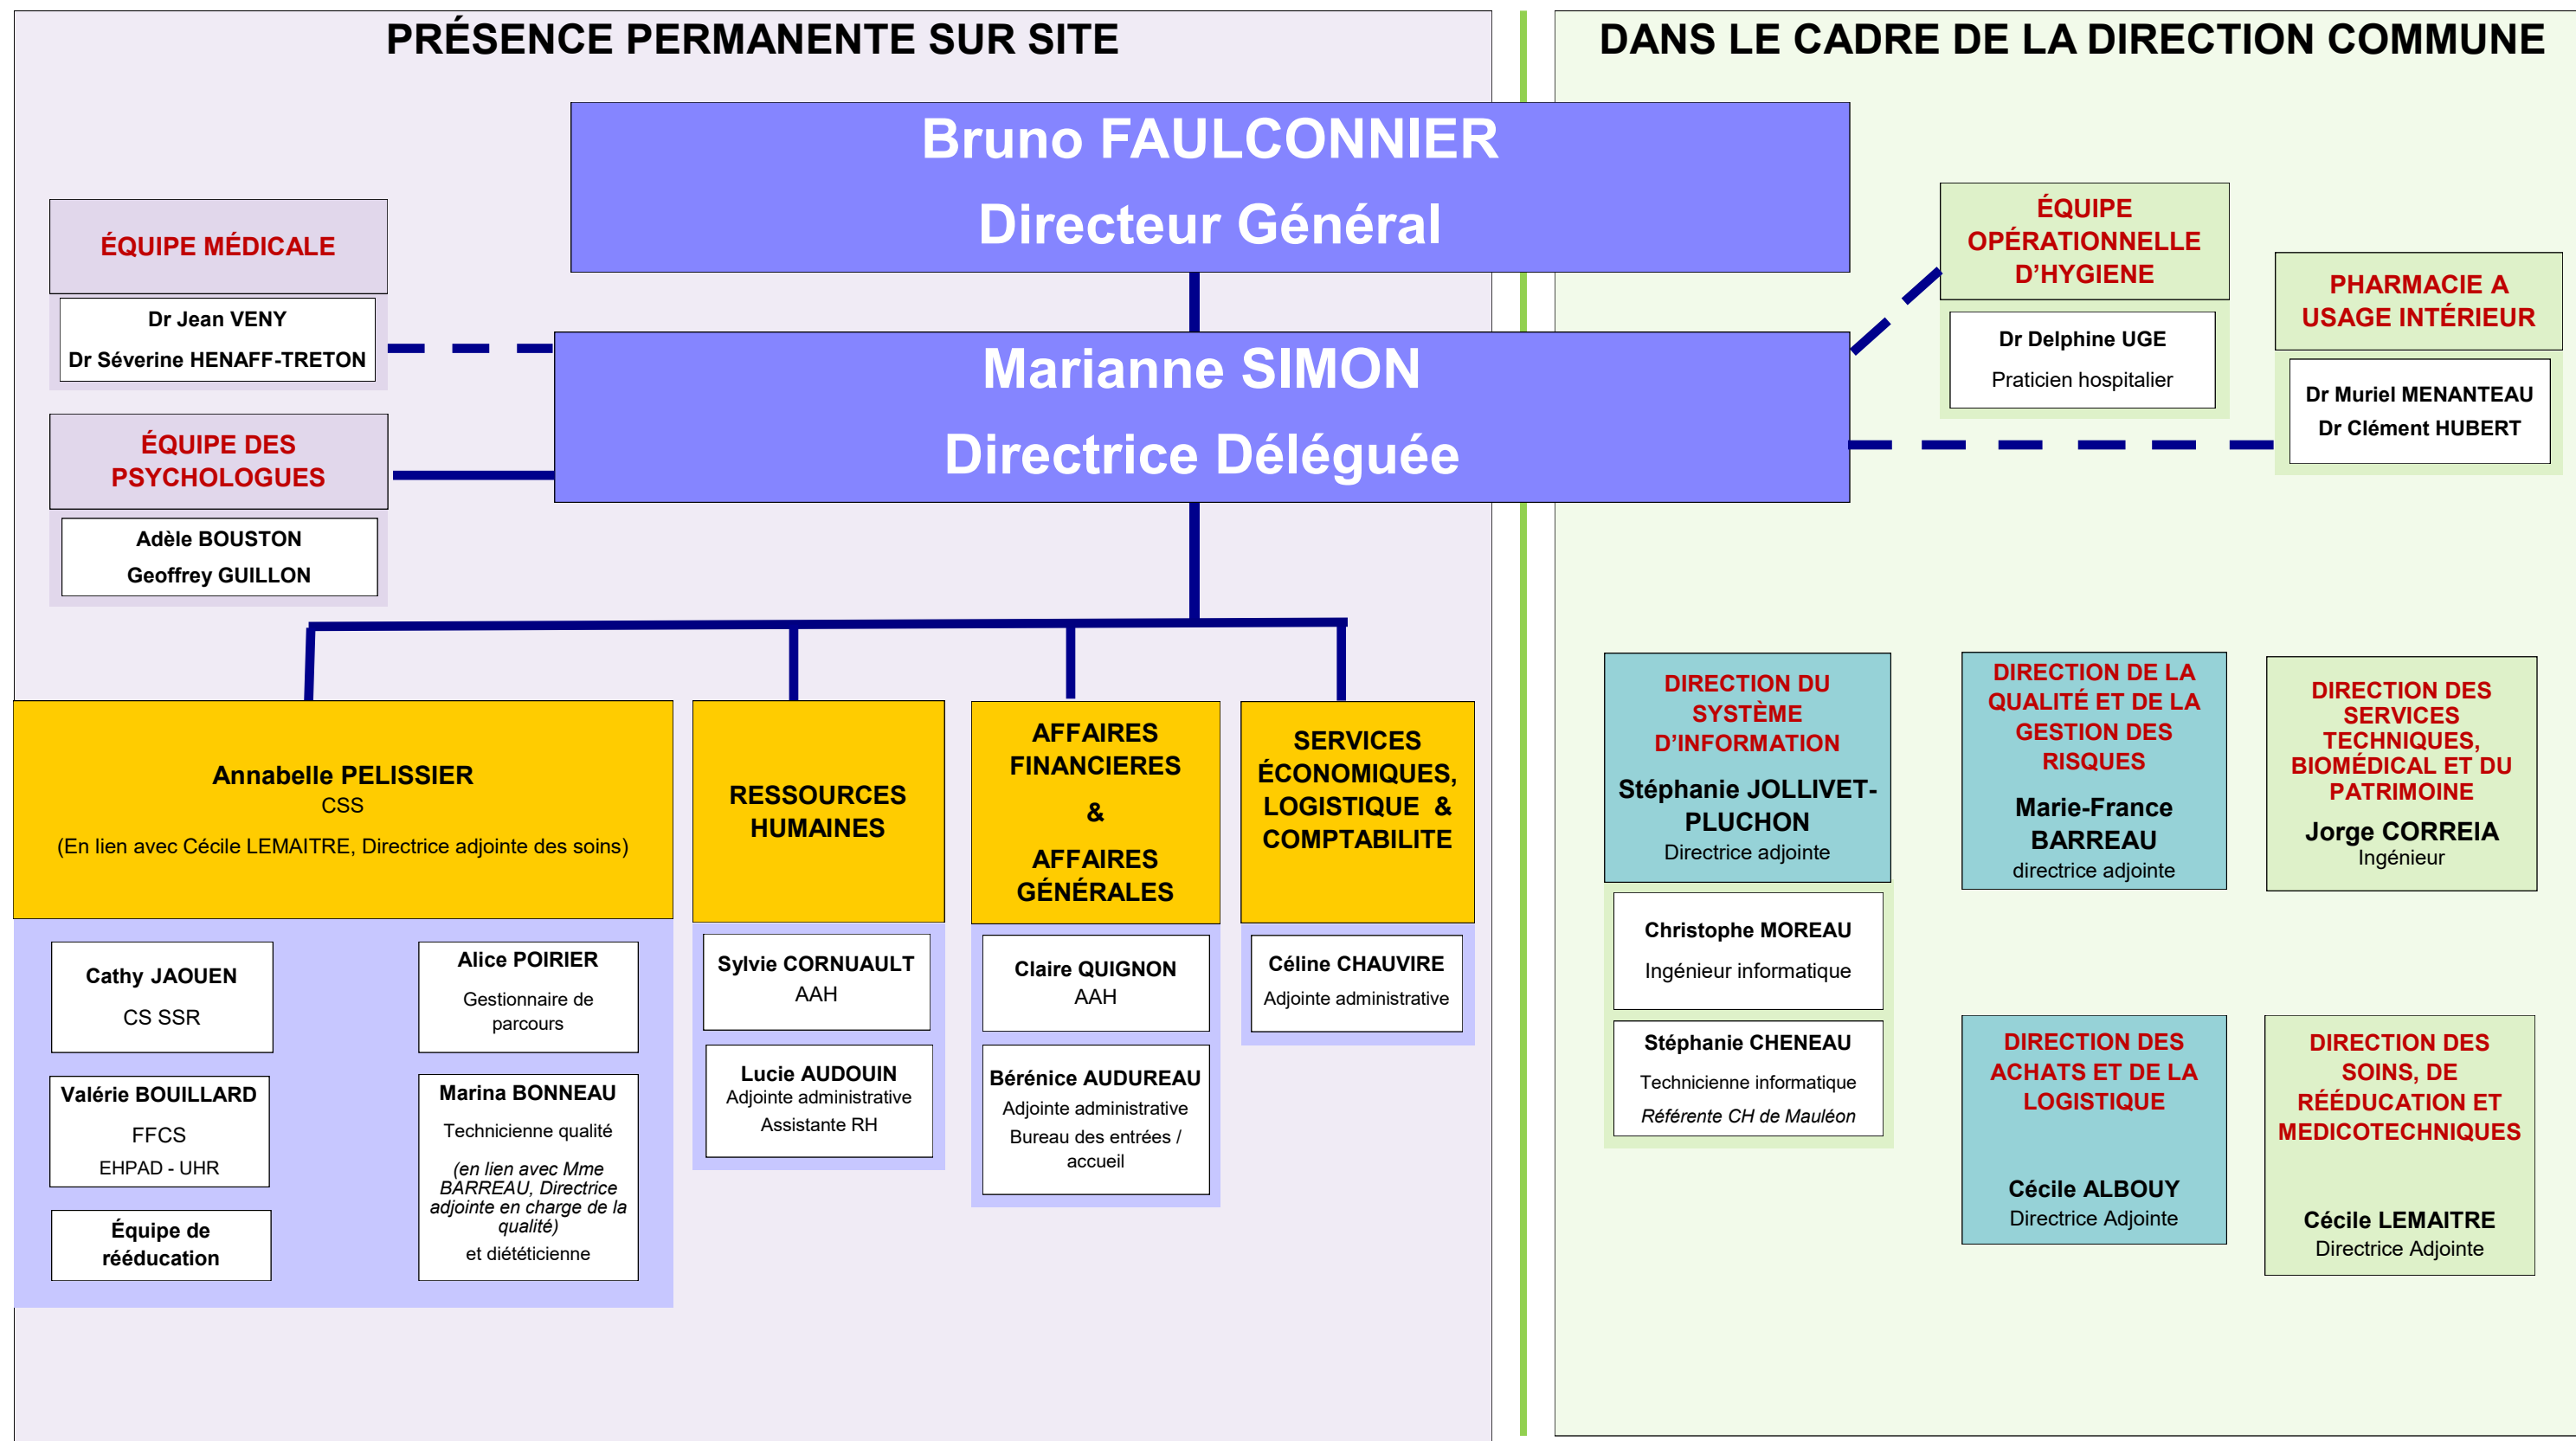 PRÉSENCE PERMANENTE SUR SITE
DANS LE CADRE DE LA DIRECTION COMMUNE
Bruno FAULCONNIER
Directeur Général
Marianne SIMON
Directrice Déléguée
ÉQUIPE MÉDICALE
Dr Jean VENY
Dr Séverine HENAFF-TRETON
ÉQUIPE DES
PSYCHOLOGUES
Adèle BOUSTON
Geoffrey GUILLON
ÉQUIPE
OPÉRATIONNELLE
D’HYGIENE
Dr Delphine UGE
Praticien hospitalier
PHARMACIE A
USAGE INTÉRIEUR
Dr Muriel MENANTEAU
Dr Clément HUBERT
Annabelle PELISSIER
CSS
(En lien avec Cécile LEMAITRE, Directrice adjointe des soins)
Cathy JAOUEN
CS SSR
Valérie BOUILLARD
FFCS
EHPAD - UHR
Équipe de
rééducation
Alice POIRIER
Gestionnaire de
parcours
Marina BONNEAU
Technicienne qualité
(en lien avec Mme
BARREAU, Directrice
adjointe en charge de la
qualité)
et diététicienne
RESSOURCES
HUMAINES
Sylvie CORNUAULT
AAH
Lucie AUDOUIN
Adjointe administrative
Assistante RH
AFFAIRES
FINANCIERES
&
AFFAIRES
GÉNÉRALES
Claire QUIGNON
AAH
Bérénice AUDUREAU
Adjointe administrative
Bureau des entrées /
accueil
SERVICES
ÉCONOMIQUES,
LOGISTIQUE &
COMPTABILITE
Céline CHAUVIRE
Adjointe administrative
DIRECTION DU
SYSTÈME
D’INFORMATION
Stéphanie JOLLIVET-
PLUCHON
Directrice adjointe
Christophe MOREAU
Ingénieur informatique
Stéphanie CHENEAU
Technicienne informatique
Référente CH de Mauléon
DIRECTION DE LA
QUALITÉ ET DE LA
GESTION DES
RISQUES
Marie-France
BARREAU
directrice adjointe
DIRECTION DES
SERVICES
TECHNIQUES,
BIOMÉDICAL ET DU
PATRIMOINE
Jorge CORREIA
Ingénieur
DIRECTION DES
ACHATS ET DE LA
LOGISTIQUE
Cécile ALBOUY
Directrice Adjointe
DIRECTION DES
SOINS, DE
RÉÉDUCATION ET
MEDICOTECHNIQUES
Cécile LEMAITRE
Directrice Adjointe